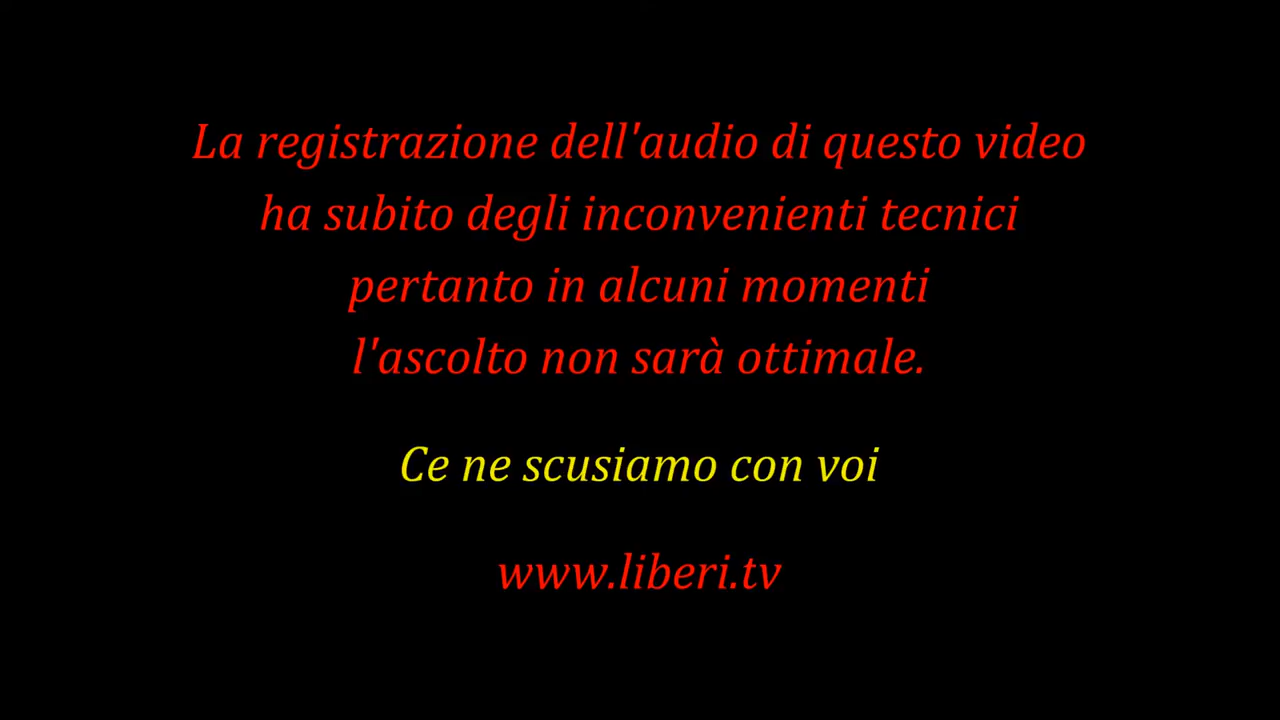 La registrazione dell'audio di questo video
ha subito degli inconvenienti tecnici
pertanto in alcuni momenti
l'ascolto non sarà ottimale.
Ce ne scusiamo con voi
www.liberi.tv